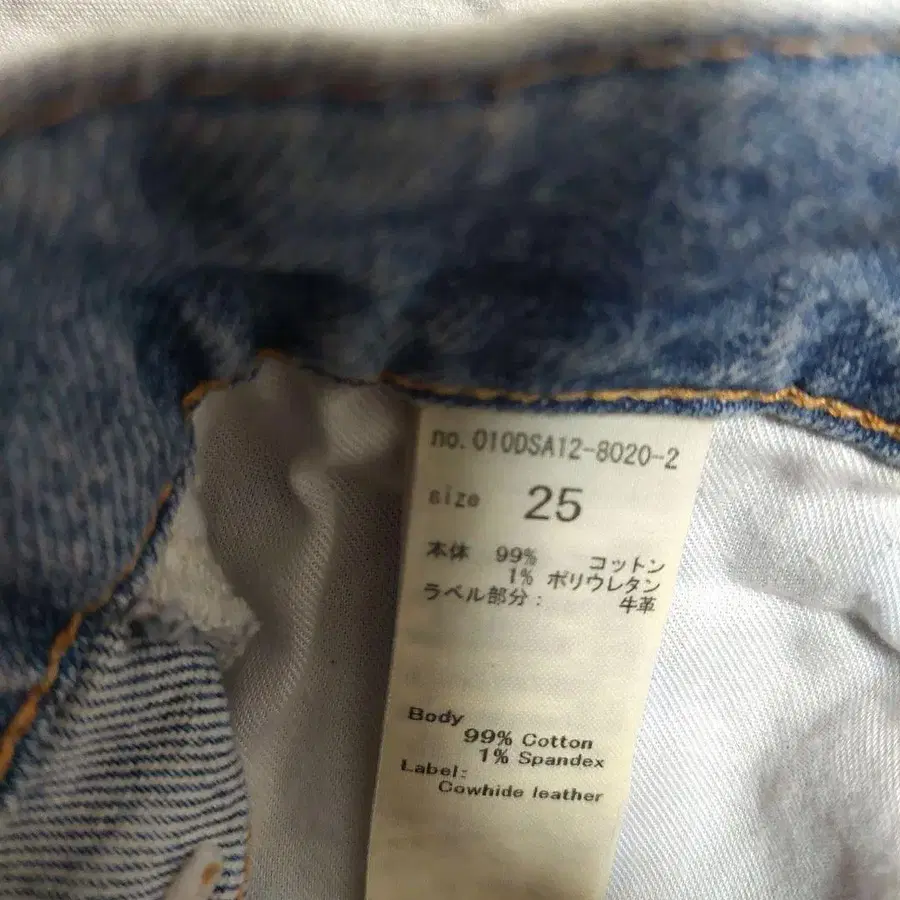 no. 010DSA12-8020-2
size 25
本体 99% コットン
1% ポリウレタン
ラベル部分: 牛革
Body
99% Cotton
1% Spandex
Label:
Cowhide leather